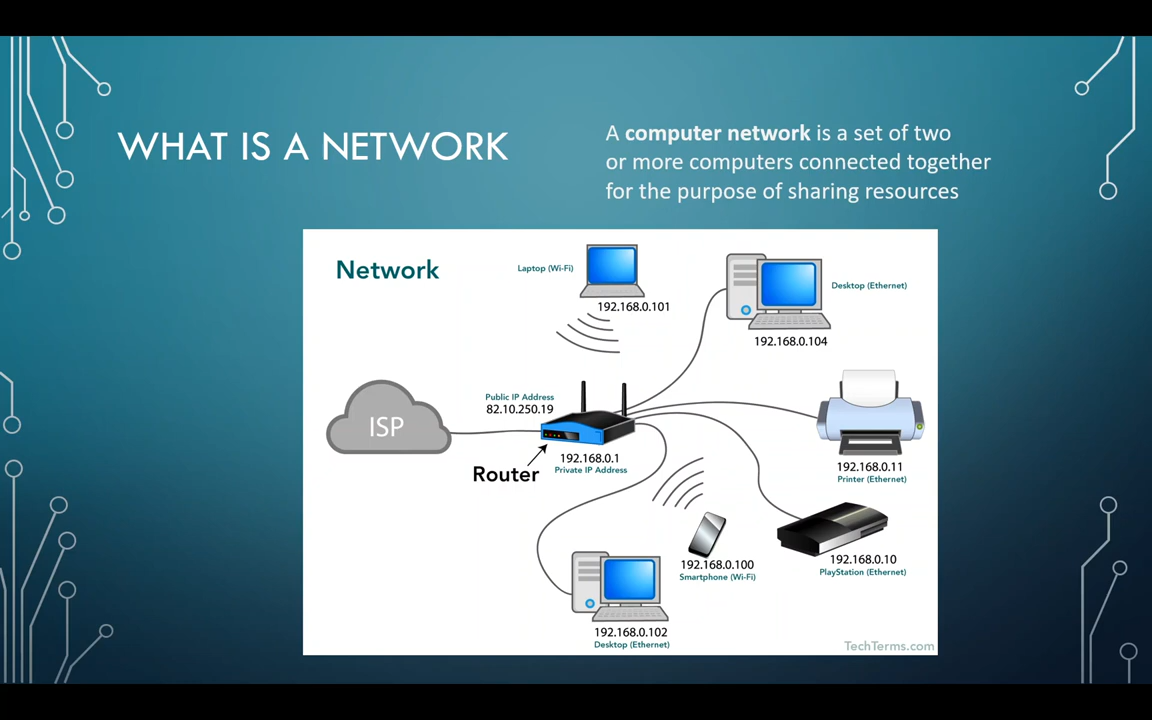 WHAT IS A NETWORK
A computer network is a set of two
or more computers connected together
for the purpose of sharing resources
Network
Laptop (Wi-Fi)
192.168.0.101
Desktop (Ethernet)
192.168.0.104
ISP
Public IP Address
82.10.250.19
192.168.0.1
Private IP Address
Router
192.168.0.11
Printer (Ethernet)
192.168.0.10
PlayStation (Ethernet)
192.168.0.100
Smartphone (Wi-Fi)
192.168.0.102
Desktop (Ethernet)
TechTerms.com